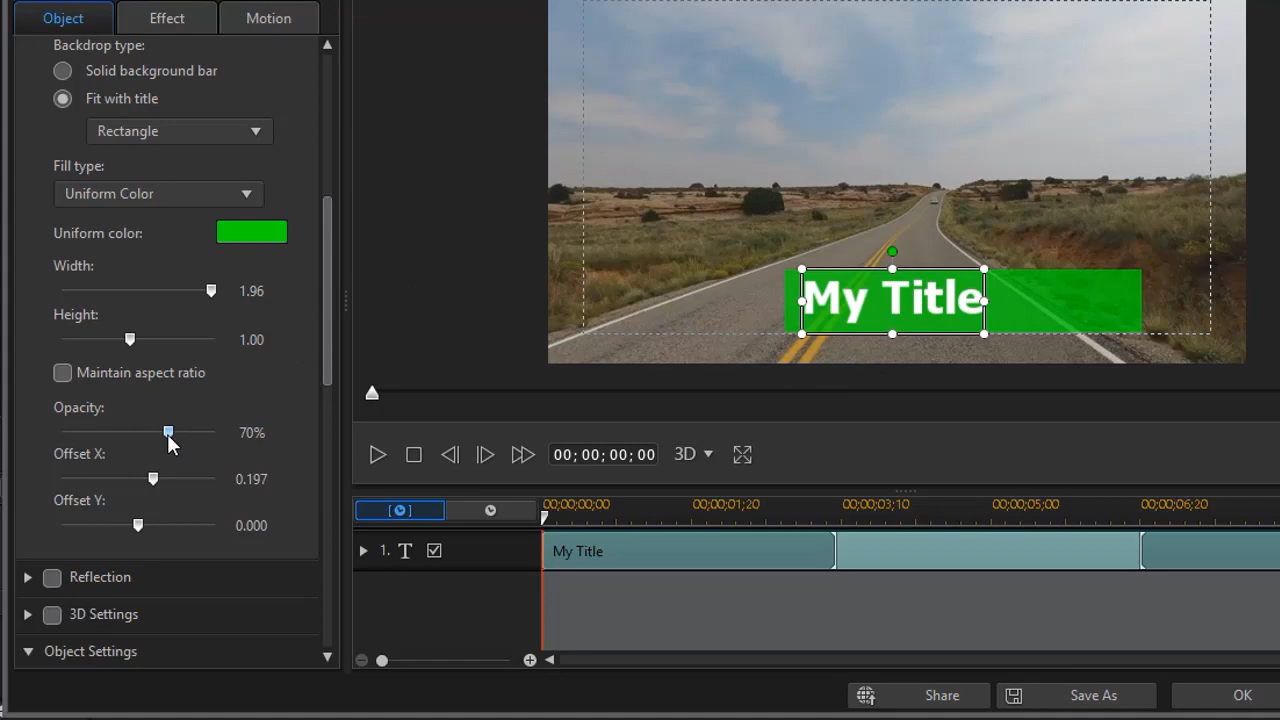 Object Effect Motion
Backdrop type:
Solid background bar
Fit with title
Rectangle
Fill type:
Uniform Color
Uniform color:
Width:
1.96
Height:
1.00
Maintain aspect ratio
Opacity:
70%
Offset X:
0.197
Offset Y:
0.000
Reflection
3D Settings
Object Settings
My Title
00;00;00;00 3D
00;00;00;00 00;00;01;20 00;00;03;10 00;00;05;00 00;00;06;20
1. T My Title
Share Save As OK